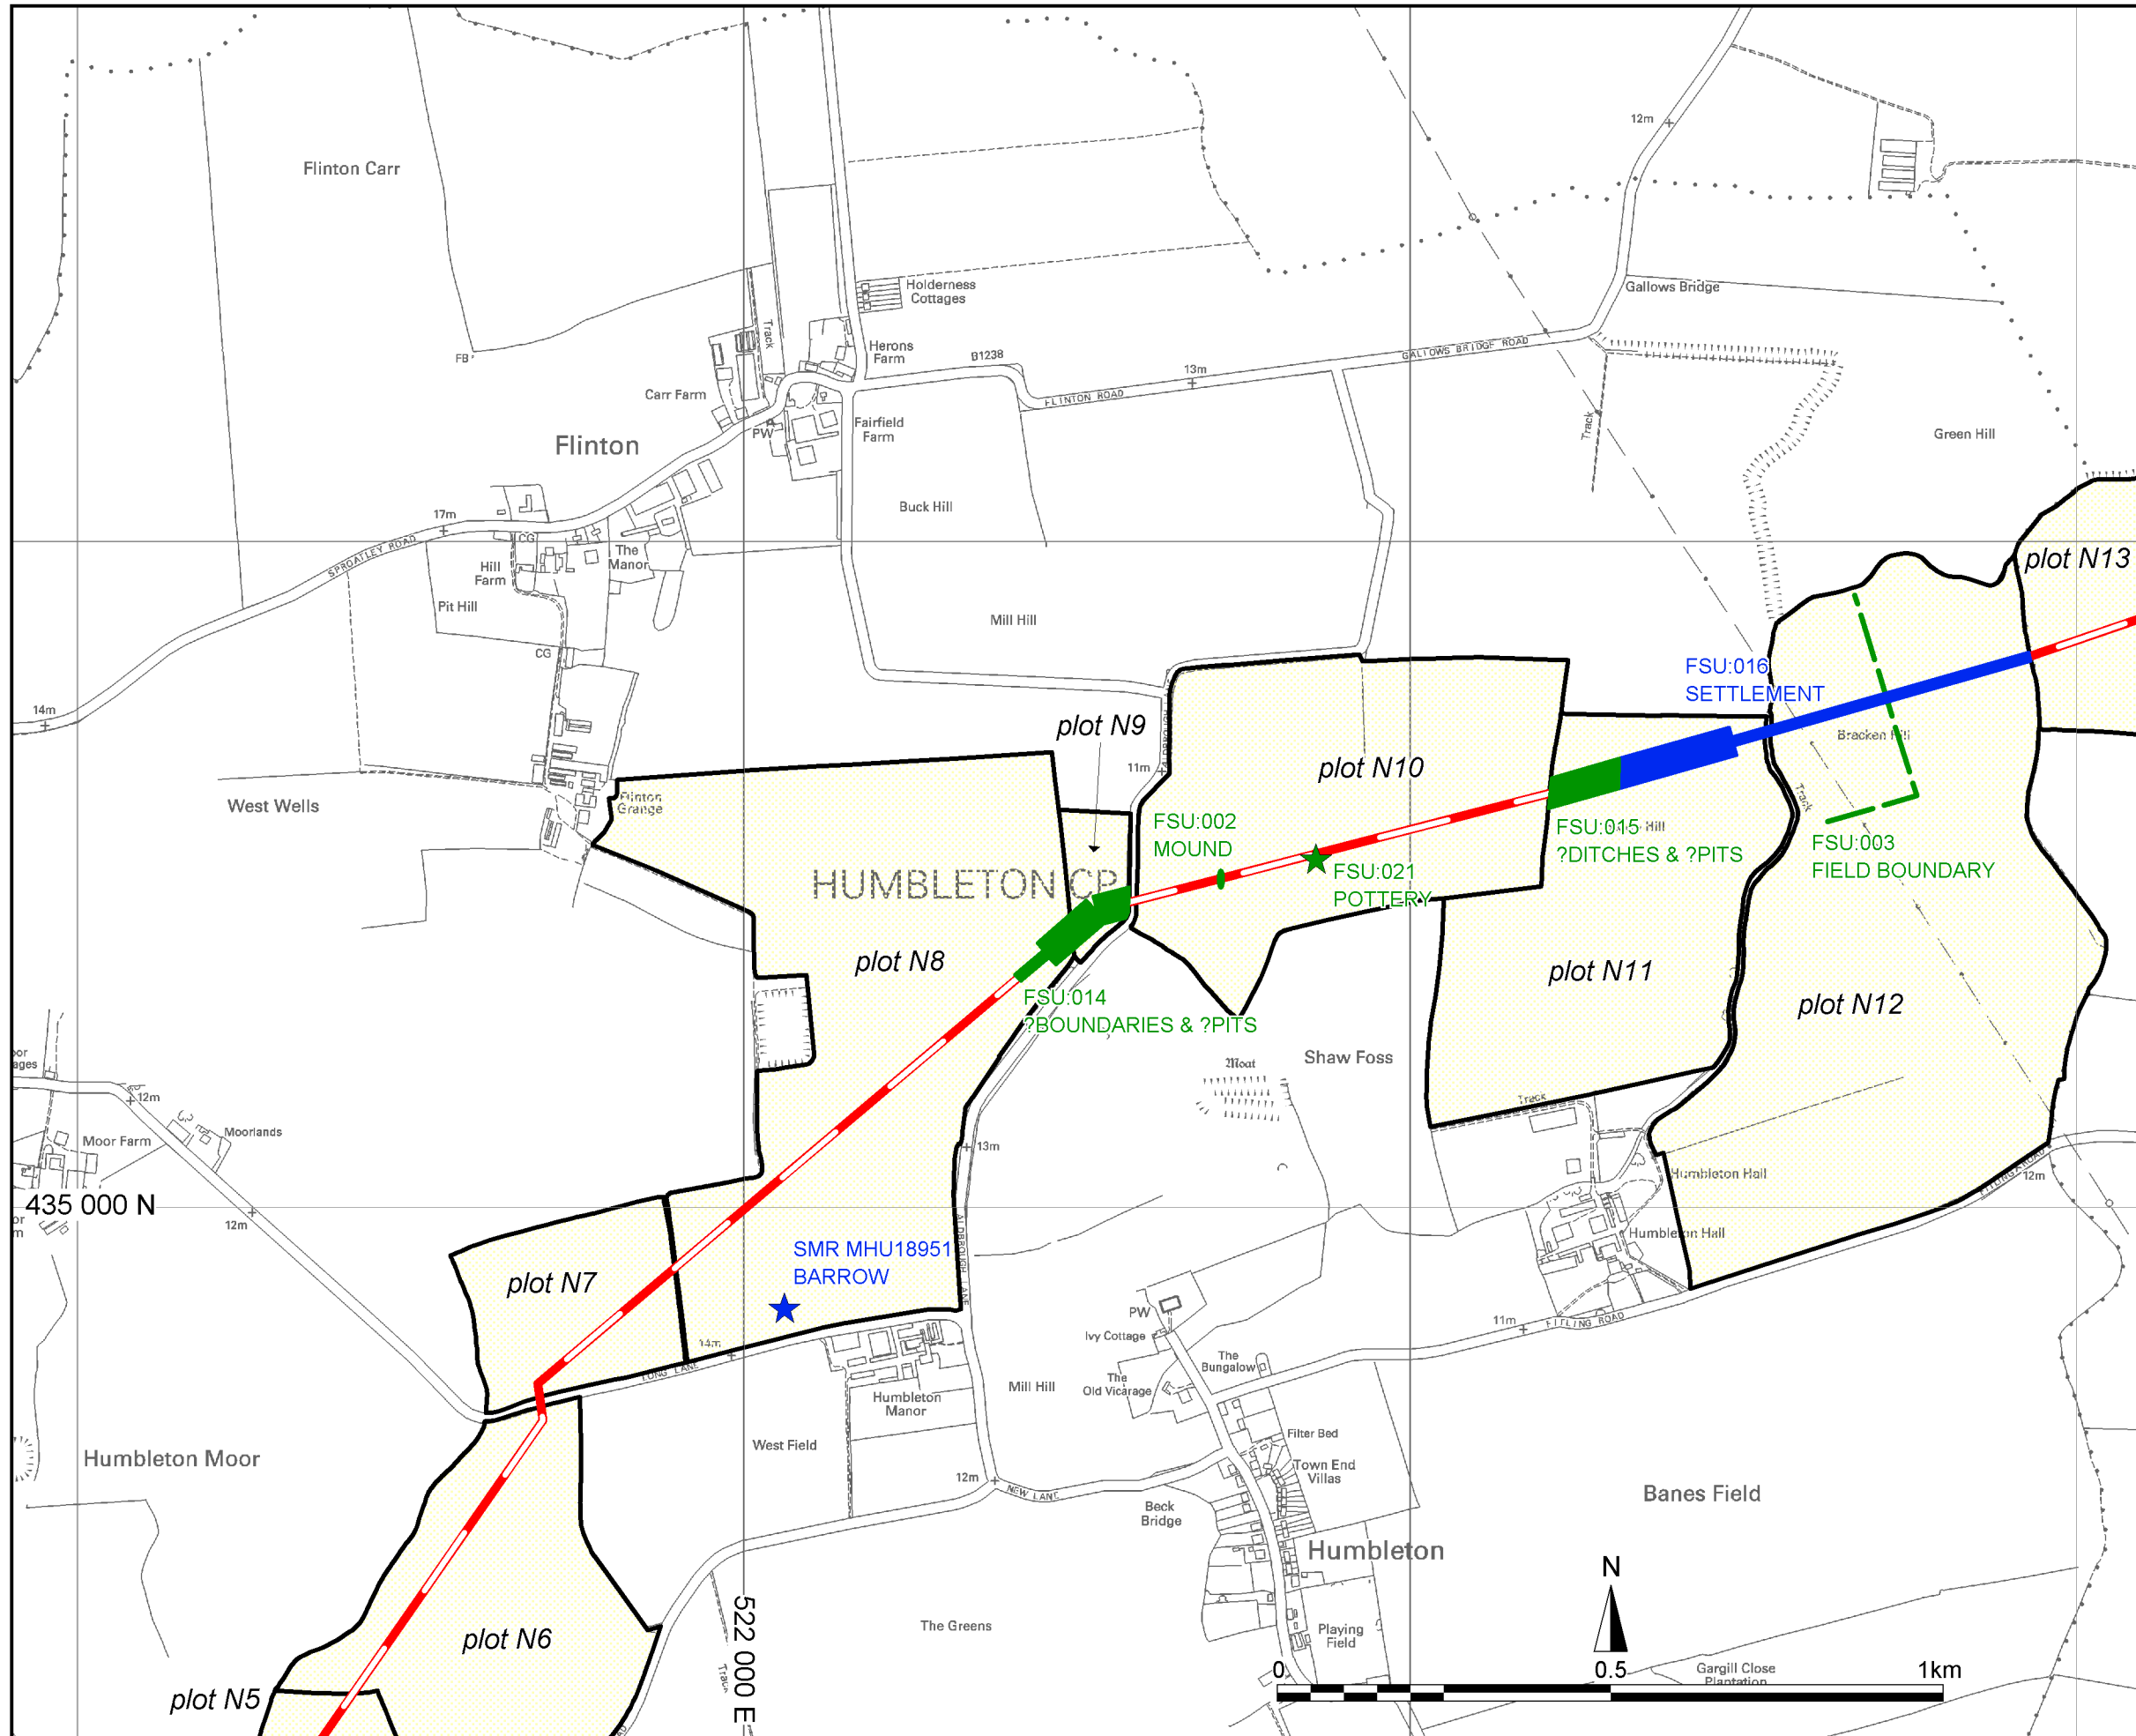 Flinton Carr
12m
Holderness
Cottages
Gallows Bridge
Track
Herons
Farm
B1238
GALLOWS BRIDGE ROAD
FB
13m
Carr Farm
FLINTON ROAD
PW
Fairfield
Farm
Track
Green Hill
Flinton
Buck Hill
17m
SPROATLEY ROAD
CG
The
Manor
Hill
Farm
plot N13
Pit Hill
Mill Hill
CG
FSU:016
SETTLEMENT
14m
plot N9
Bracken Hill
11m
plot N10
West Wells
Flinton
Grange
Track
FSU:002
MOUND
FSU:015
?DITCHES & ?PITS
Hill
FSU:003
FIELD BOUNDARY
HUMBLETON CP
FSU:021
POTTERY
plot N8
plot N11
FSU:014
?BOUNDARIES & ?PITS
plot N12
Moat
Shaw Foss
12m
Track
Moor Farm
Moorlands
13m
Humbleton Hall
12m
435 000 N
12m
ALDBROUGH LANE
Humbleton Hall
SMR MHU18951
BARROW
plot N7
PW
11m
FITLING ROAD
Ivy Cottage
14m
LONG LANE
The
Bungalow
The
Old Vicarage
Mill Hill
Humbleton
Manor
Humbleton Moor
West Field
Filter Bed
Town End
Villas
12m
NEW LANE
Beck
Bridge
Banes Field
Humbleton
N
522 000 E
The Greens
plot N6
Playing
Field
Track
0
0.5
1km
Gargill Close
Plantation
plot N5